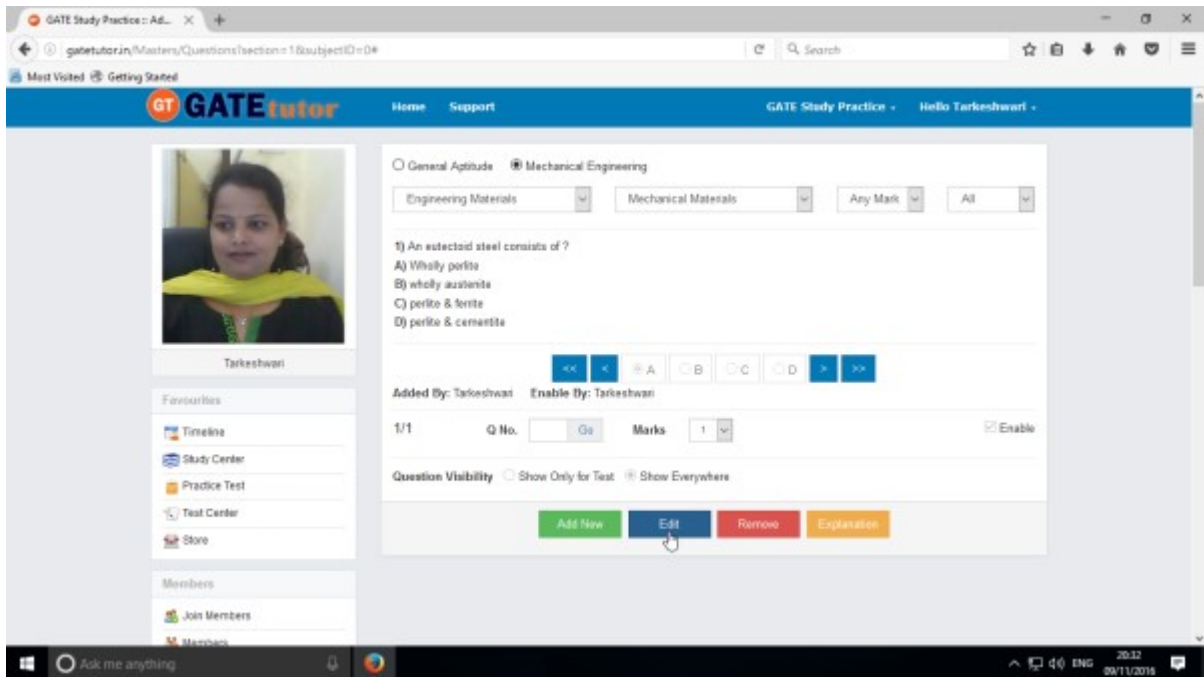 GATE Study Practice :: Ad...
gatetutor.in/Masters/Questions?section=1&subjectID=0#
Search
Most Visited Getting Started
GT GATEtutor Home Support GATE Study Practice Hello Tarkeshwari
General Aptitude Mechanical Engineering
Engineering Materials Mechanical Materials Any Mark All
1) An eutectoid steel consists of ?
A) Wholly perlite
B) wholly austenite
C) perlite & ferrite
D) perlite & cementite
<< < A B C D > >>
Added By: Tarkeshwari Enable By: Tarkeshwari
1/1 Q No. Go Marks 1 Enable
Question Visibility Show Only for Test Show Everywhere
Add New Edit Remove Explanation
Tarkeshwari
Favourites
Timeline
Study Center
Practice Test
Test Center
Store
Members
Join Members
Members
Ask me anything
ENG 20:32
09/11/2016